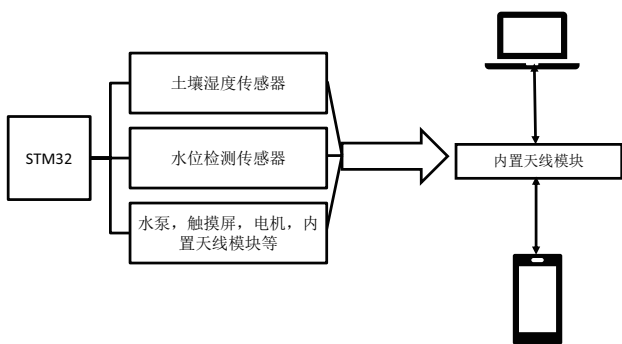 土壤湿度传感器
STM32
水位检测传感器
内置天线模块
水泵，触摸屏，电机，内
置天线模块等